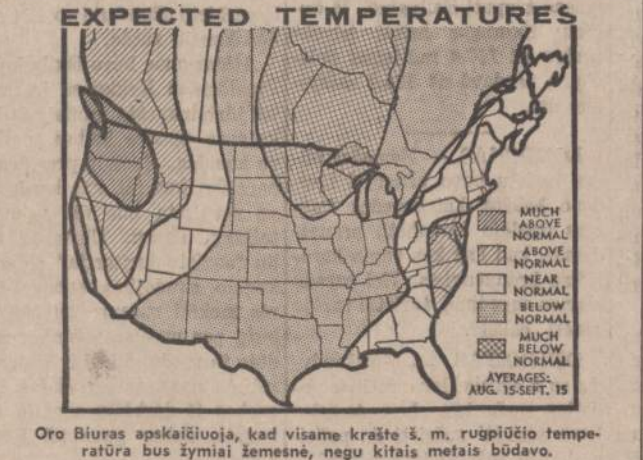 EXPECTED TEMPERATURES
MUCH
ABOVE
NORMAL
ABOVE
NORMAL
NEAR
NORMAL
BELOW
NORMAL
MUCH
BELOW
NORMAL
AVERAGES:
AUG. 15-SEPT. 15
Oro Biuras apskaičiuoja, kad visame krašte š. m. rugpiūčio tempe-
ratūra bus žymiai žemesnė, negu kitais metais būdavo.